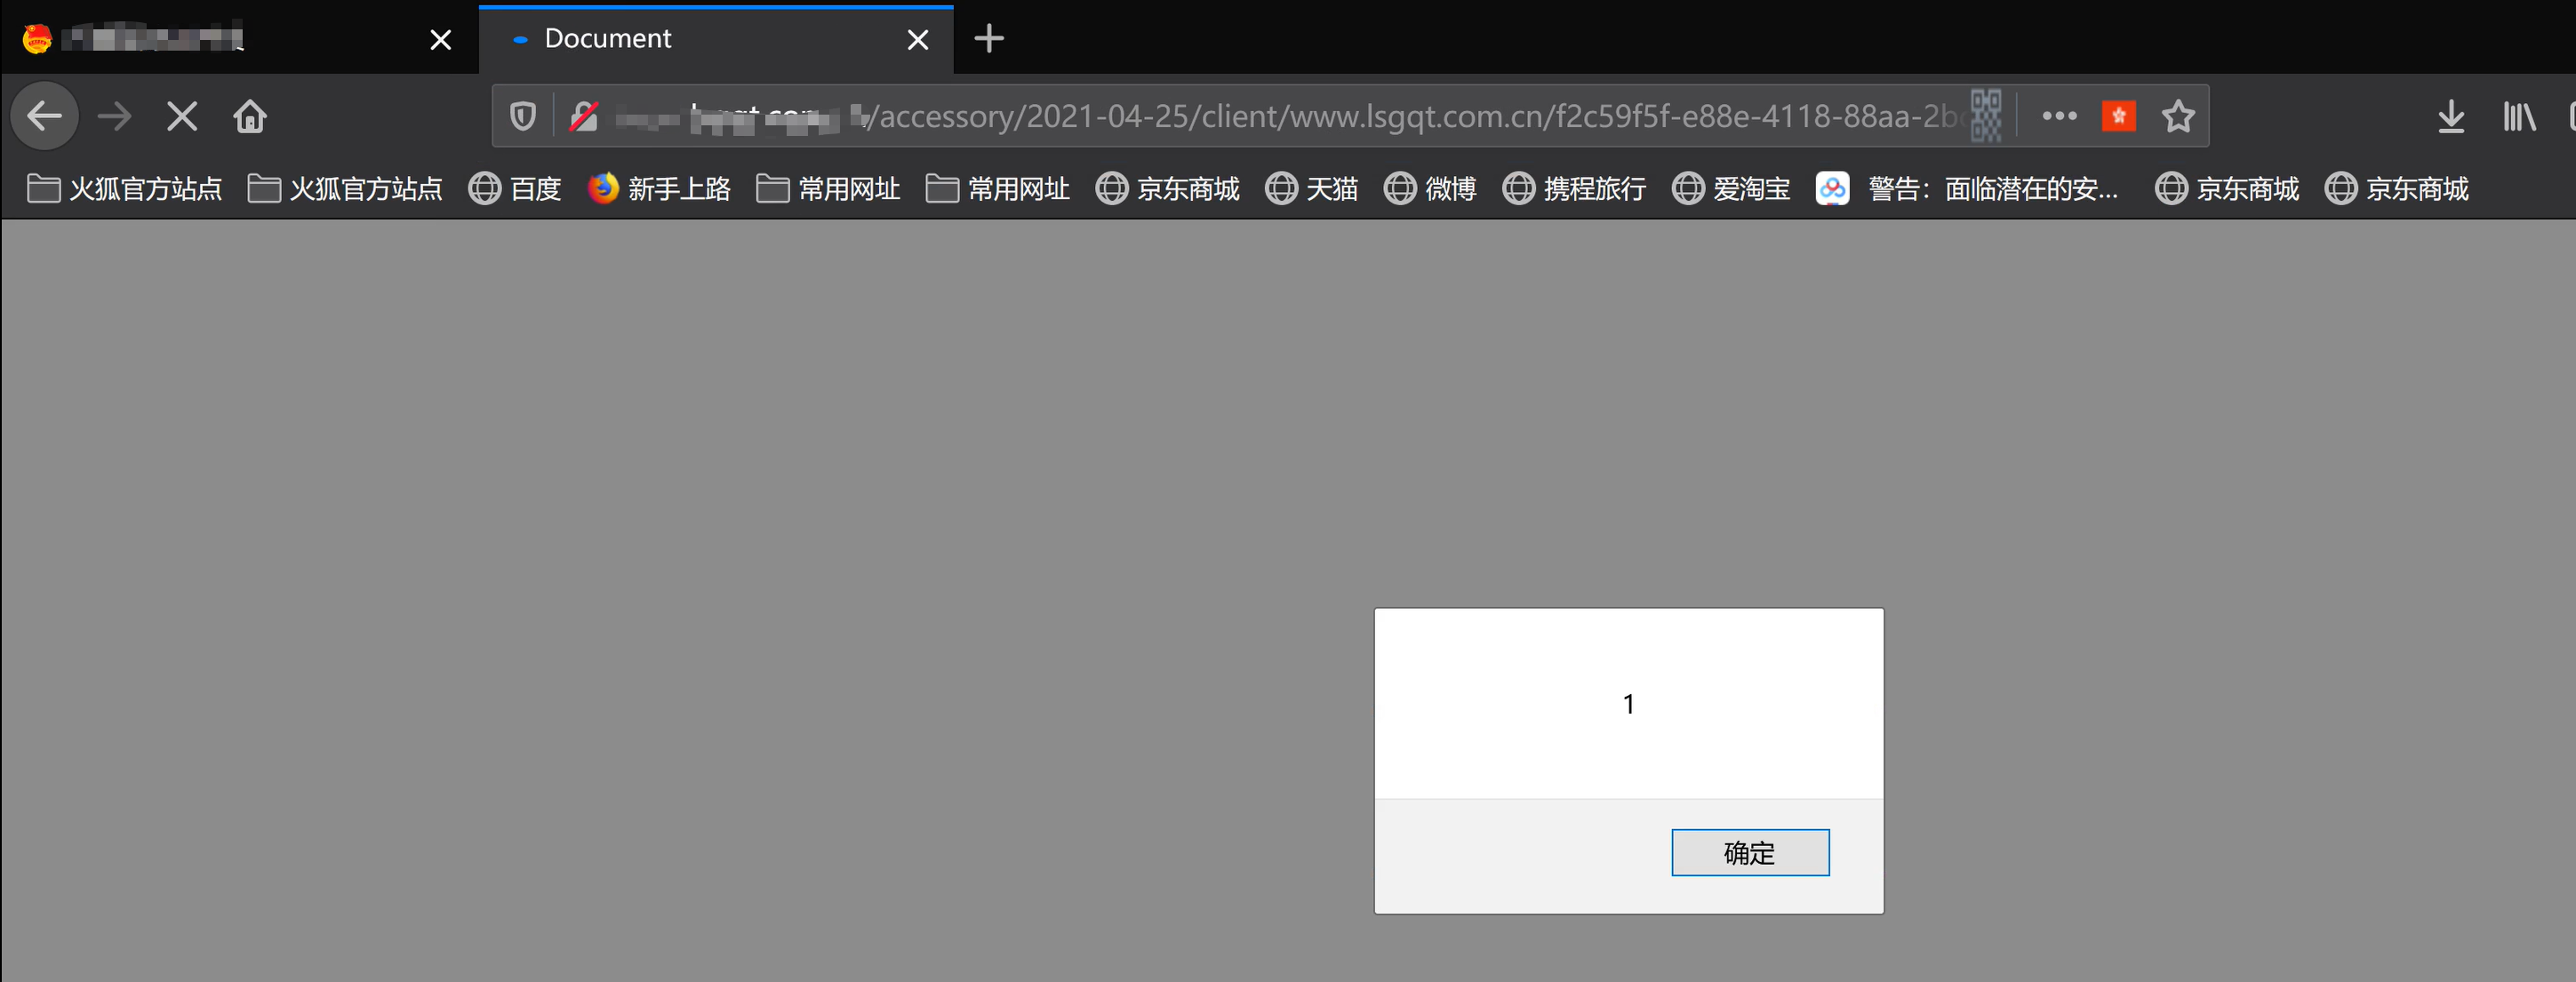 Document
/accessory/2021-04-25/client/www.lsgqt.com.cn/f2c59f5f-e88e-4118-88aa-2b
火狐官方站点 火狐官方站点 百度 新手上路 常用网址 常用网址 京东商城 天猫 微博 携程旅行 爱淘宝 警告：面临潜在的安... 京东商城 京东商城
1
确定